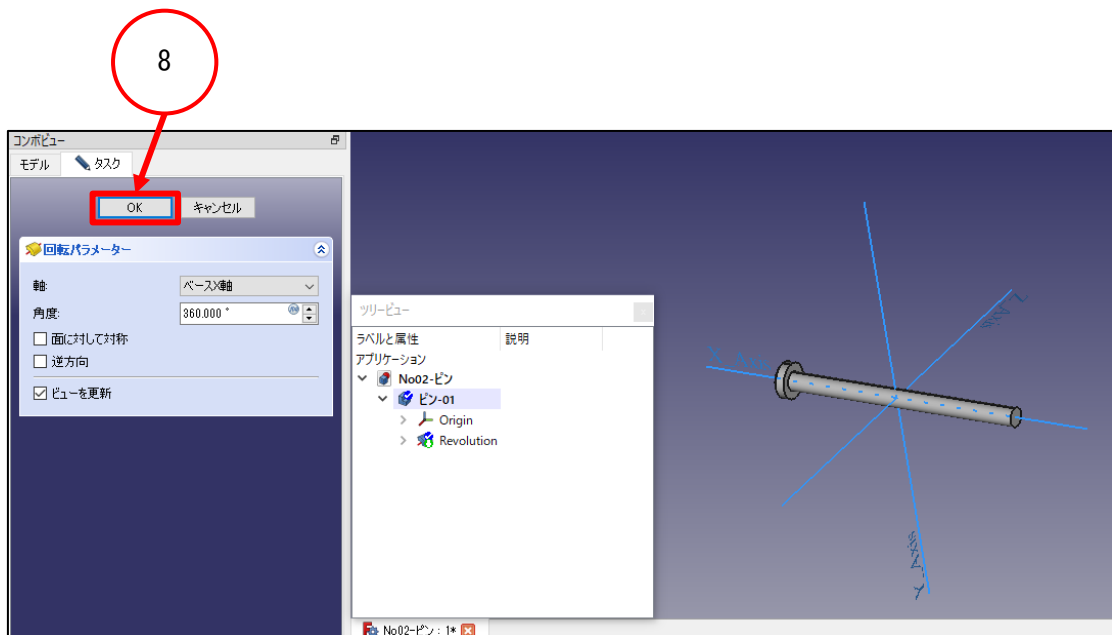 8
コンボビュー
モデル
タスク
OK
キャンセル
回転パラメーター
軸:
ベースX軸
角度:
360.000 °
面に対して対称
逆方向
ビューを更新
ツリービュー
ラベルと属性
説明
アプリケーション
No02-ピン
ピン-01
Origin
Revolution
No02-ピン : 1*